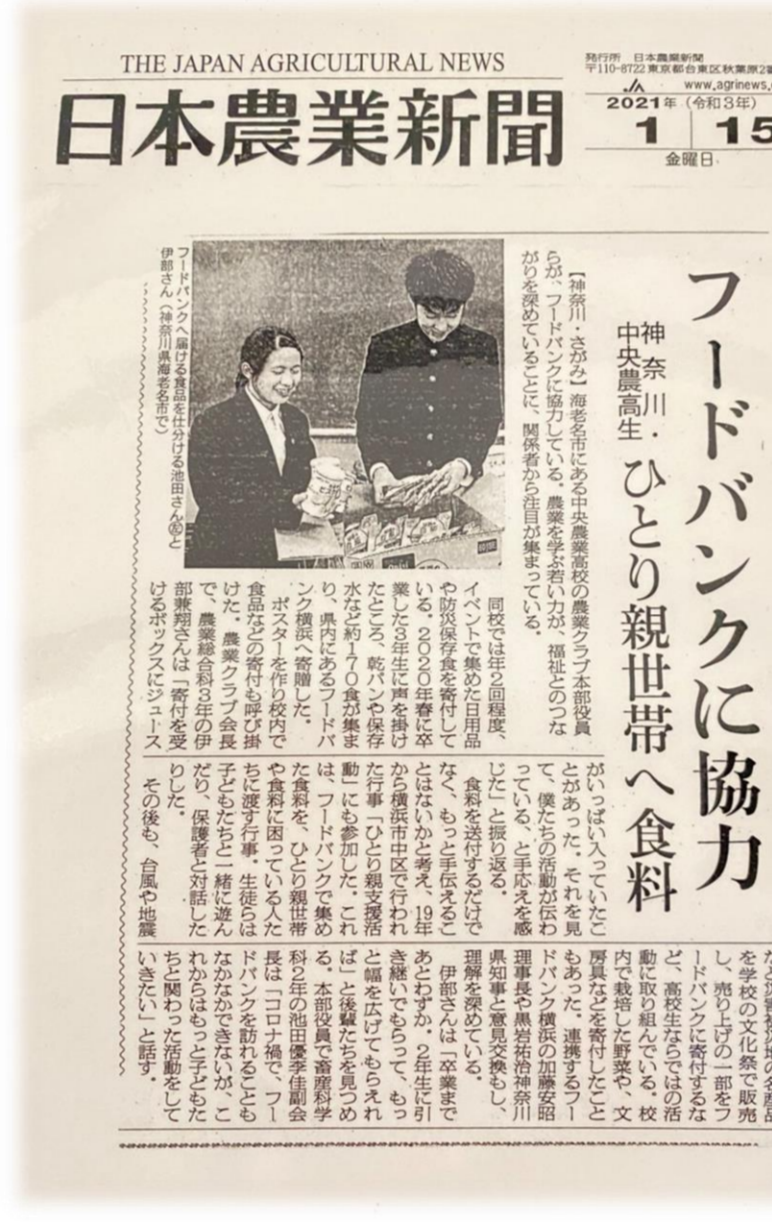 THE JAPAN AGRICULTURAL NEWS
日本農業新聞
発行所 日本農業新聞
〒110-8722 東京都台東区秋葉原2番
JA
www.agrinews.
2021年(令和3年)
1 15
金曜日
フードバンクに協力
神奈川・
中央農高生
ひとり親世帯へ食料
【神奈川・さがみ】海老名市にある中央農業高校の農業クラブ本部役員
らが、フードバンクに協力している。農業を学ぶ若い力が、福祉とのつな
がりを深めていることに、関係者から注目が集まっている。
フードバンクへ届ける食品を仕分ける池田さん㊧と
伊部さん(神奈川県海老名市で)
同校では年2回程度、
イベントで集めた日用品
や防災保存食を寄付して
いる。2020年春に卒
業した3年生に声を掛け
たところ、乾パンや保存
水など約170食が集ま
り、県内にあるフードバ
ンク横浜へ寄贈した。
ポスターを作り校内で
食品などの寄付も呼び掛
けた。農業クラブ会長
で、農業総合科3年の伊
部兼翔さんは「寄付を受
けるボックスにジュース
がいっぱい入っていたこ
とがあった。それを見
て、僕たちの活動が伝わ
っている、と手応えを感
じた」と振り返る。
食料を送付するだけで
なく、もっと手伝えるこ
とはないかと考え、19年
から横浜市中区で行われ
た行事「ひとり親支援活
動」にも参加した。これ
は、フードバンクで集め
た食料を、ひとり親世帯
や食料に困っている人た
ちに渡す行事。生徒らは
子どもたちと一緒に遊ん
だり、保護者と対話した
りした。
その後も、台風や地震
など災害被災地の名産品
を学校の文化祭で販売
し、売り上げの一部をフ
ードバンクに寄付するな
ど、高校生ならではの活
動に取り組んでいる。校
内で栽培した野菜や、文
房具などを寄付したこと
もあった。連携するフー
ドバンク横浜の加藤安昭
理事長や黒岩祐治神奈川
県知事と意見交換もし、
理解を深めている。
伊部さんは「卒業まで
あとわずか。2年生に引
き継いでもらって、もっ
と幅を広げてもらえれ
ば」と後輩たちを見つめ
る。本部役員で畜産科学
科2年の池田優李佳副会
長は「コロナ禍で、フー
ドバンクを訪れることも
なかなかできないが、こ
れからはもっと子どもた
ちと関わった活動をして
いきたい」と話す。